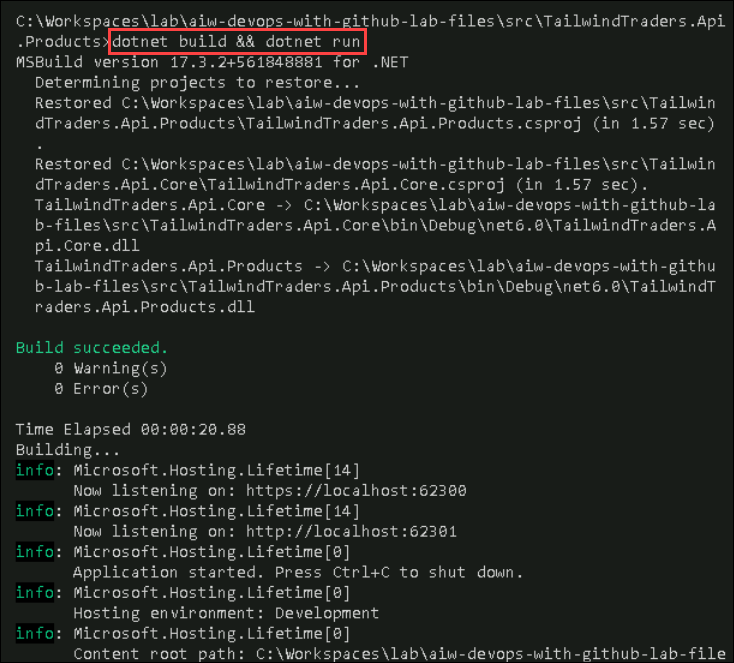 C:\Workspaces\lab\aiw-devops-with-github-lab-files\src\TailwindTraders.Api
.Products>dotnet build && dotnet run
MSBuild version 17.3.2+561848881 for .NET
  Determining projects to restore...
  Restored C:\Workspaces\lab\aiw-devops-with-github-lab-files\src\Tailwin
  dTraders.Api.Products\TailwindTraders.Api.Products.csproj (in 1.57 sec)
  .
  Restored C:\Workspaces\lab\aiw-devops-with-github-lab-files\src\Tailwin
  dTraders.Api.Core\TailwindTraders.Api.Core.csproj (in 1.57 sec).
  TailwindTraders.Api.Core -> C:\Workspaces\lab\aiw-devops-with-github-la
  b-files\src\TailwindTraders.Api.Core\bin\Debug\net6.0\TailwindTraders.A
  pi.Core.dll
  TailwindTraders.Api.Products -> C:\Workspaces\lab\aiw-devops-with-githu
  b-lab-files\src\TailwindTraders.Api.Products\bin\Debug\net6.0\TailwindT
  raders.Api.Products.dll

Build succeeded.
    0 Warning(s)
    0 Error(s)

Time Elapsed 00:00:20.88
Building...
info: Microsoft.Hosting.Lifetime[14]
      Now listening on: https://localhost:62300
info: Microsoft.Hosting.Lifetime[14]
      Now listening on: http://localhost:62301
info: Microsoft.Hosting.Lifetime[0]
      Application started. Press Ctrl+C to shut down.
info: Microsoft.Hosting.Lifetime[0]
      Hosting environment: Development
info: Microsoft.Hosting.Lifetime[0]
      Content root path: C:\Workspaces\lab\aiw-devops-with-github-lab-file